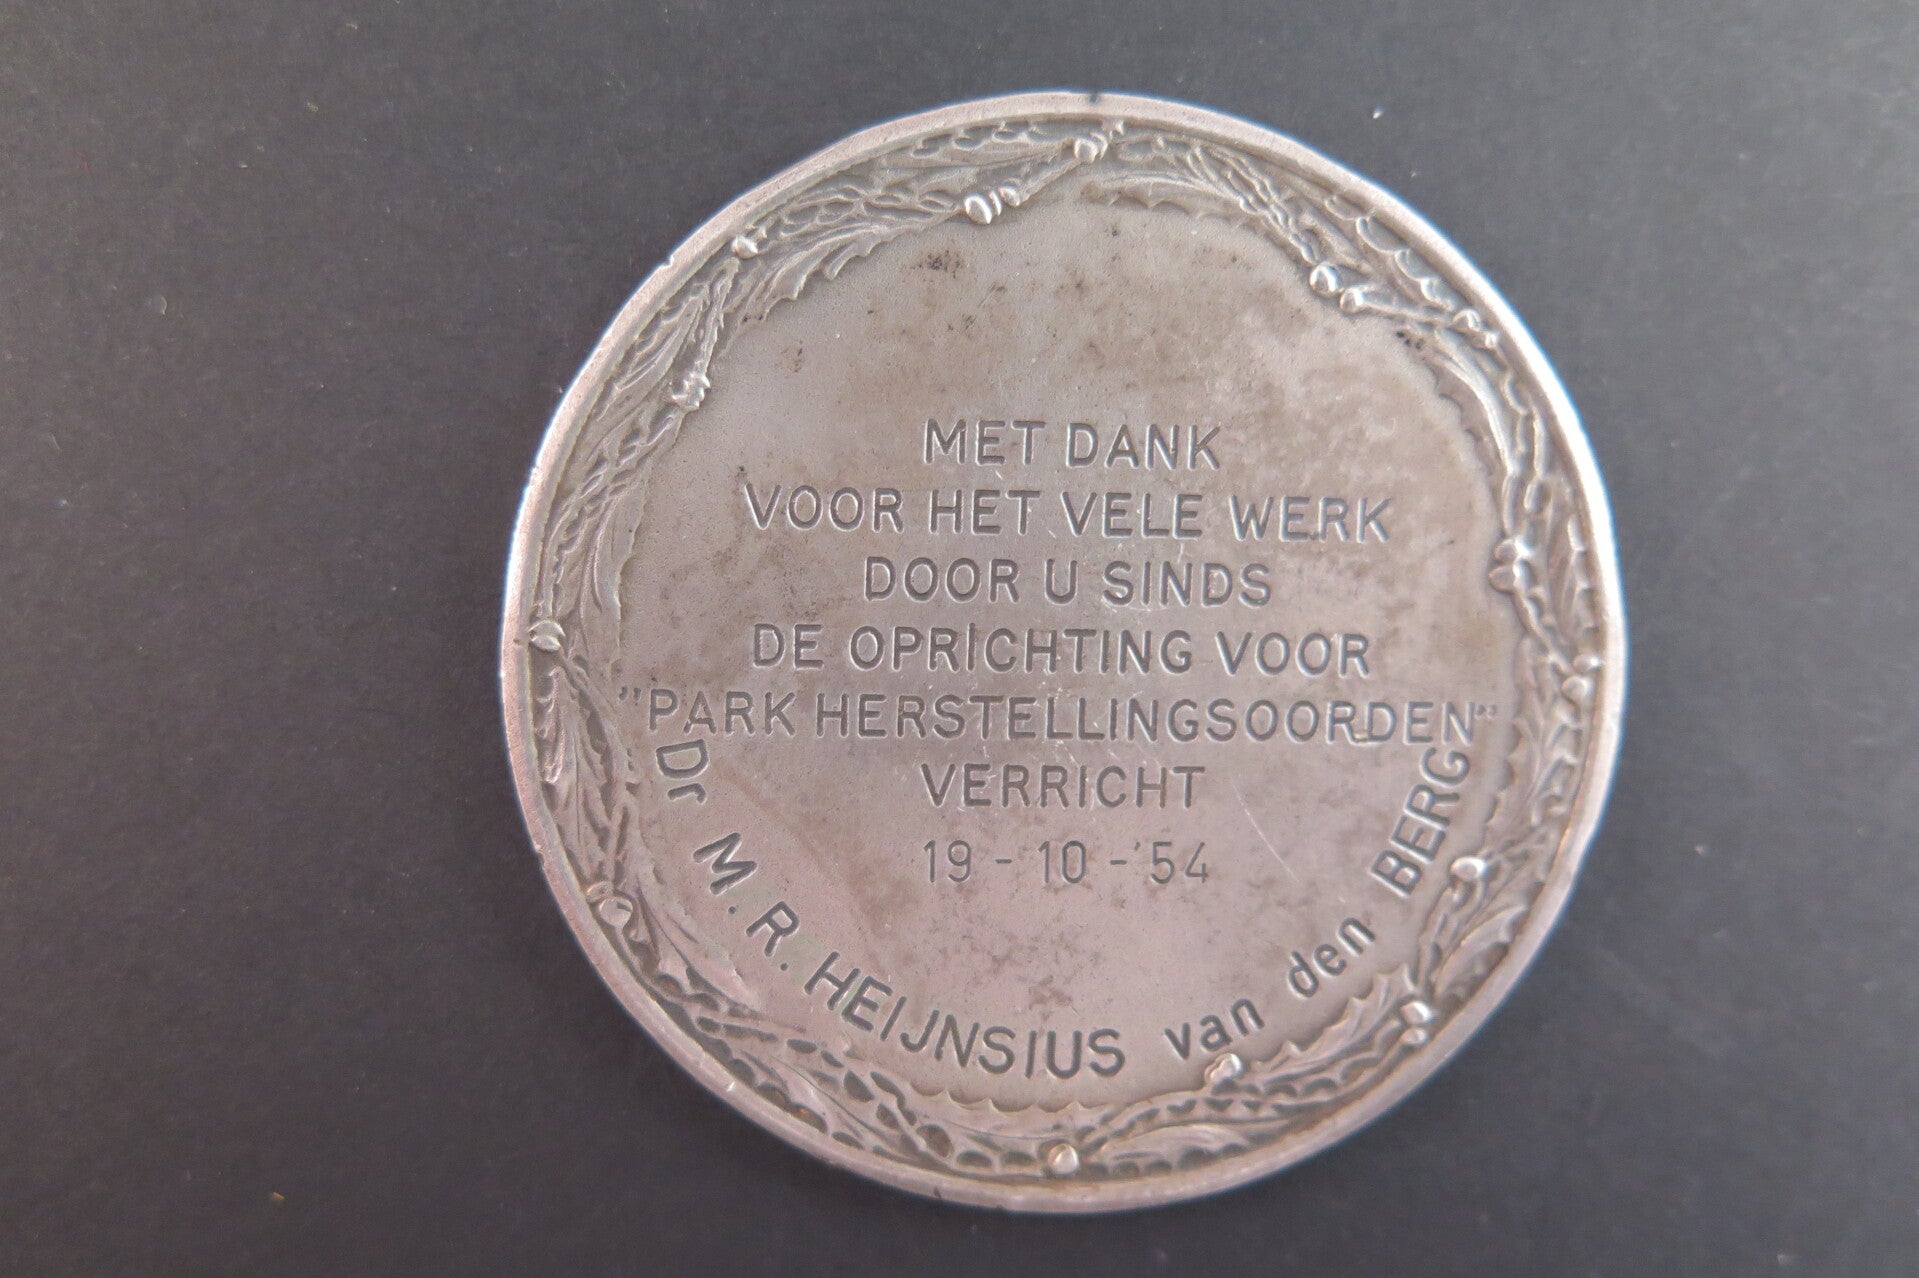 MET DANK
VOOR HET VELE WERK
DOOR U SINDS
DE OPRICHTING VOOR
"PARK HERSTELLINGSOORDEN"
VERRICHT
19 - 10 - '54
Dr M. R. HEIJNSIUS van den BERG